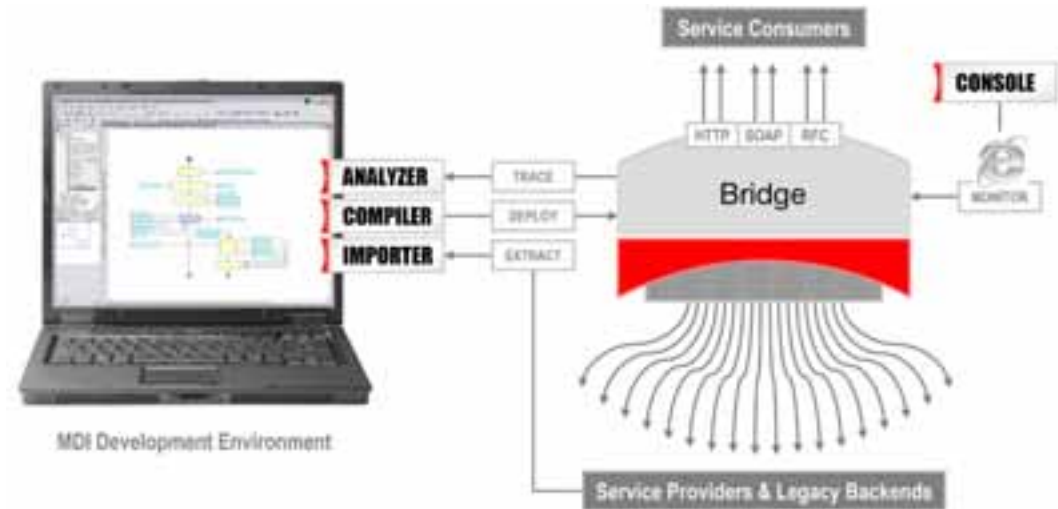 Service Consumers
CONSOLE
HTTP SOAP RFC
ANALYZER TRACE
Bridge
MONITOR
COMPILER DEPLOY
IMPORTER EXTRACT
MDI Development Environment
Service Providers & Legacy Backends